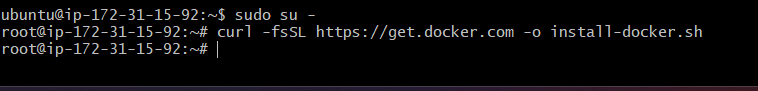 ubuntu@ip-172-31-15-92:~$ sudo su -
root@ip-172-31-15-92:~# curl -fsSL https://get.docker.com -o install-docker.sh
root@ip-172-31-15-92:~#